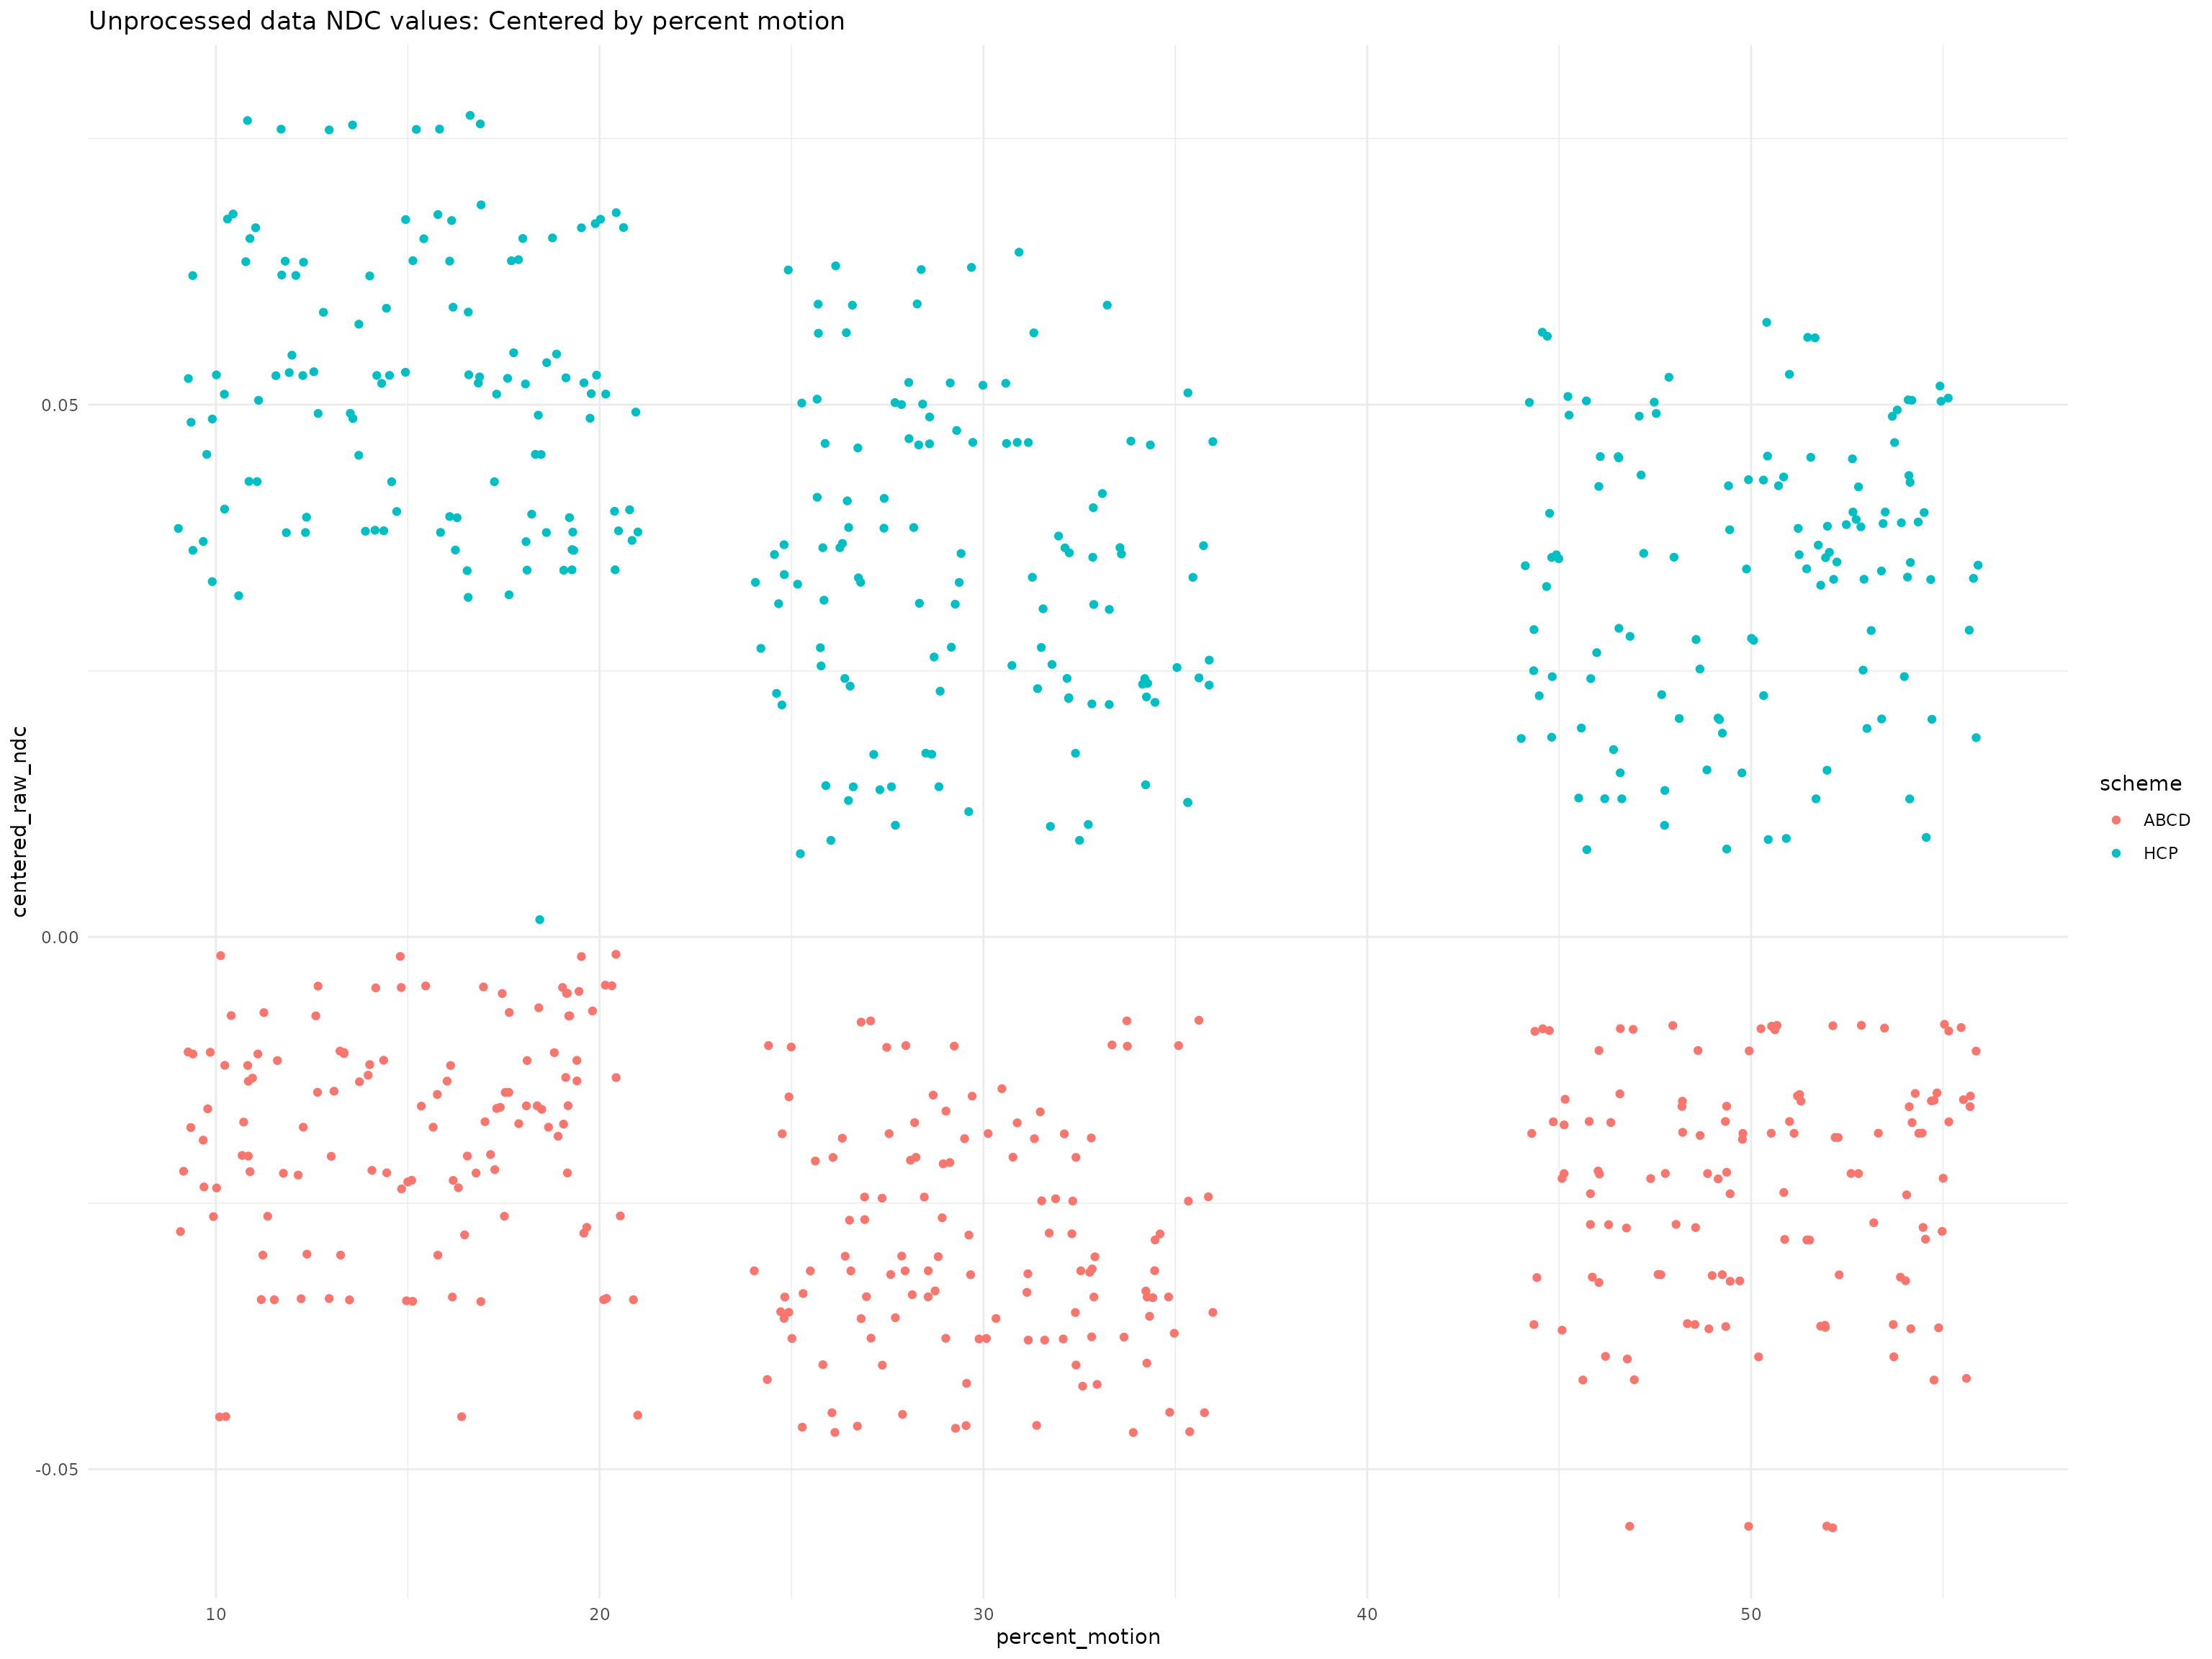 Unprocessed data NDC values: Centered by percent motion
centered_raw_ndc
0.05
0.00
-0.05
10
20
30
40
50
percent_motion
scheme
ABCD
HCP